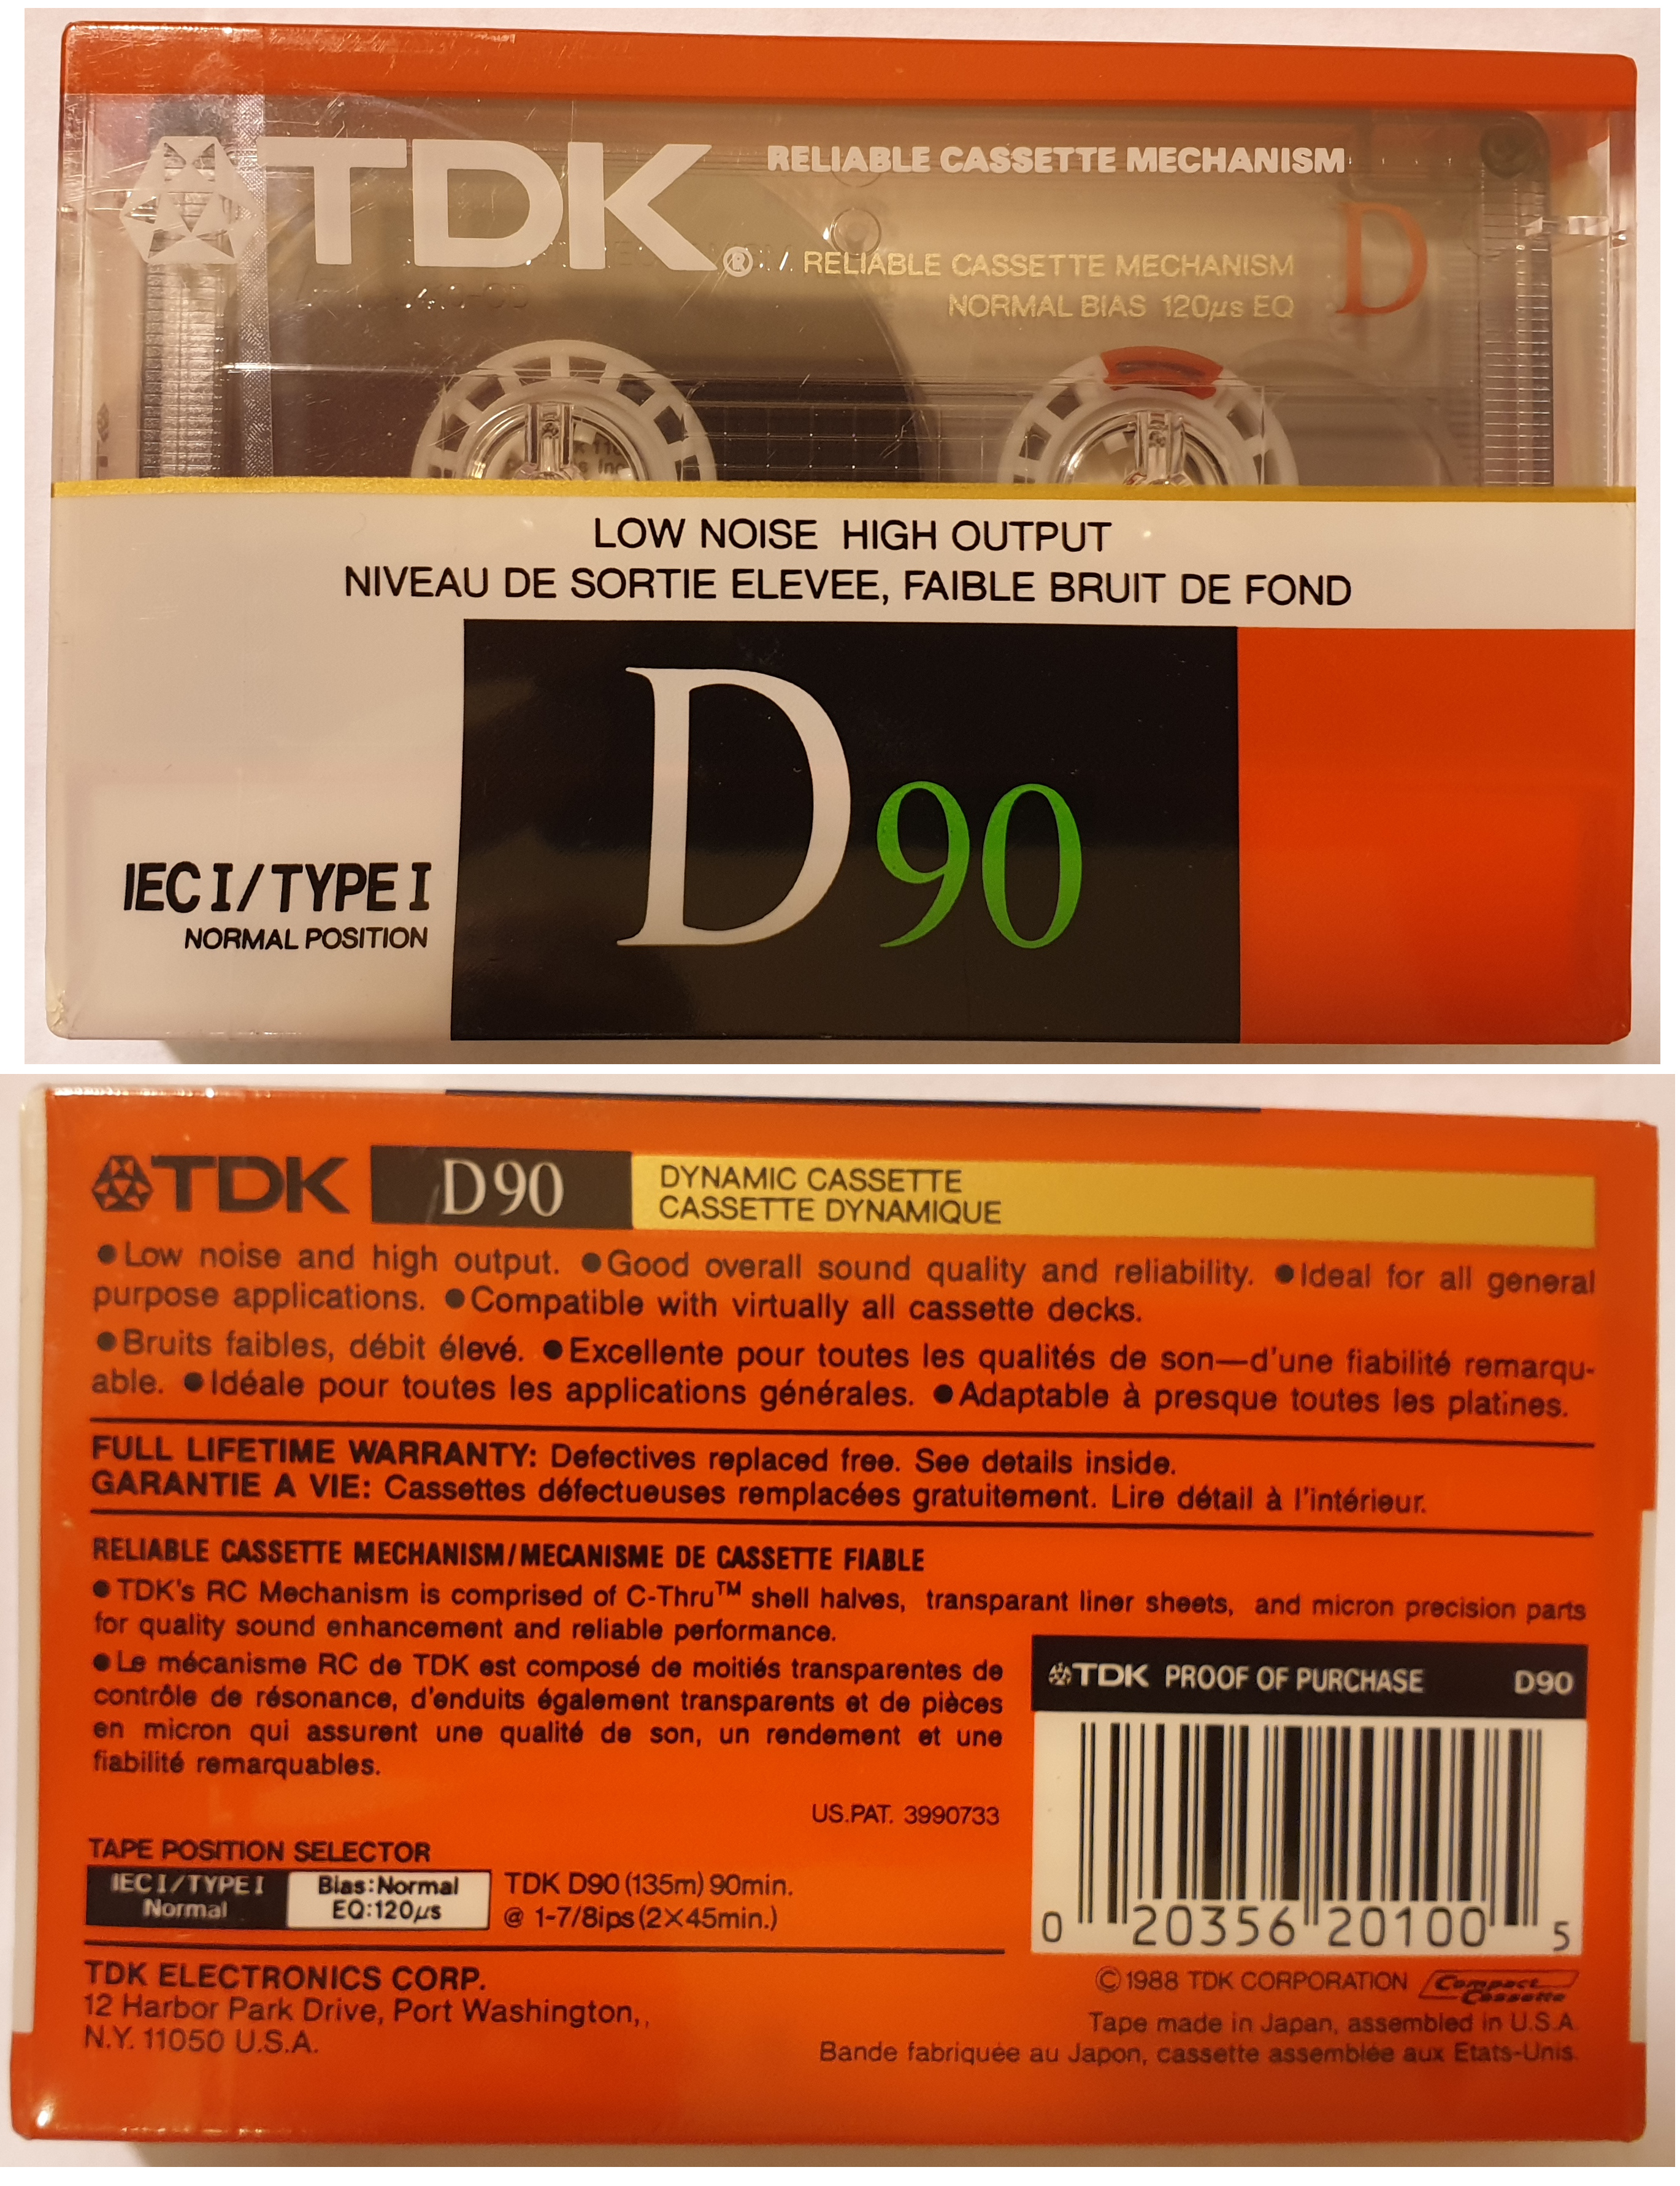 TDK®
RELIABLE CASSETTE MECHANISM
D
RELIABLE CASSETTE MECHANISM
NORMAL BIAS 120µs EQ
LOW NOISE HIGH OUTPUT
NIVEAU DE SORTIE ELEVEE, FAIBLE BRUIT DE FOND
D90
IEC I/TYPE I
NORMAL POSITION
TDK D90 DYNAMIC CASSETTE
CASSETTE DYNAMIQUE
●Low noise and high output. ●Good overall sound quality and reliability. ●Ideal for all general
purpose applications. ●Compatible with virtually all cassette decks.
●Bruits faibles, débit élevé. ●Excellente pour toutes les qualités de son—d'une fiabilité remarqu-
able. ●Idéale pour toutes les applications générales. ●Adaptable à presque toutes les platines.
FULL LIFETIME WARRANTY: Defectives replaced free. See details inside.
GARANTIE A VIE: Cassettes défectueuses remplacées gratuitement. Lire détail à l'intérieur.
RELIABLE CASSETTE MECHANISM/MECANISME DE CASSETTE FIABLE
●TDK's RC Mechanism is comprised of C-Thru™ shell halves, transparant liner sheets, and micron precision parts
for quality sound enhancement and reliable performance.
●Le mécanisme RC de TDK est composé de moitiés transparentes de
contrôle de résonance, d'enduits également transparents et de pièces
en micron qui assurent une qualité de son, un rendement et une
fiabilité remarquables.
US.PAT. 3990733
TAPE POSITION SELECTOR
IEC I/TYPE I
Normal
Bias:Normal
EQ:120µs
TDK D90 (135m) 90min.
@ 1-7/8ips (2×45min.)
TDK ELECTRONICS CORP.
12 Harbor Park Drive, Port Washington,,
N.Y. 11050 U.S.A.
TDK PROOF OF PURCHASE D90
0 20356 20100 5
©1988 TDK CORPORATION Compact Cassette
Tape made in Japan, assembled in U.S.A.
Bande fabriquée au Japon, cassette assemblée aux Etats-Unis.